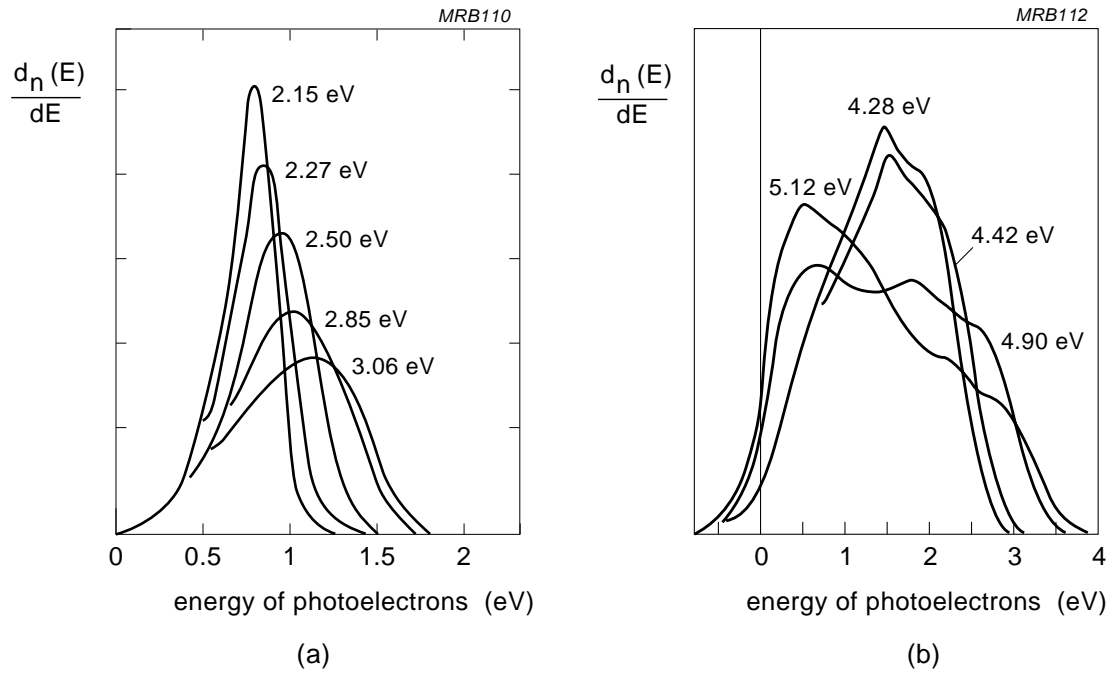 MRB110
dn (E)
dE
2.15 eV
2.27 eV
2.50 eV
2.85 eV
3.06 eV
0 0.5 1 1.5 2
energy of photoelectrons (eV)
(a)
MRB112
dn (E)
dE
4.28 eV
5.12 eV
4.42 eV
4.90 eV
0 1 2 3 4
energy of photoelectrons (eV)
(b)